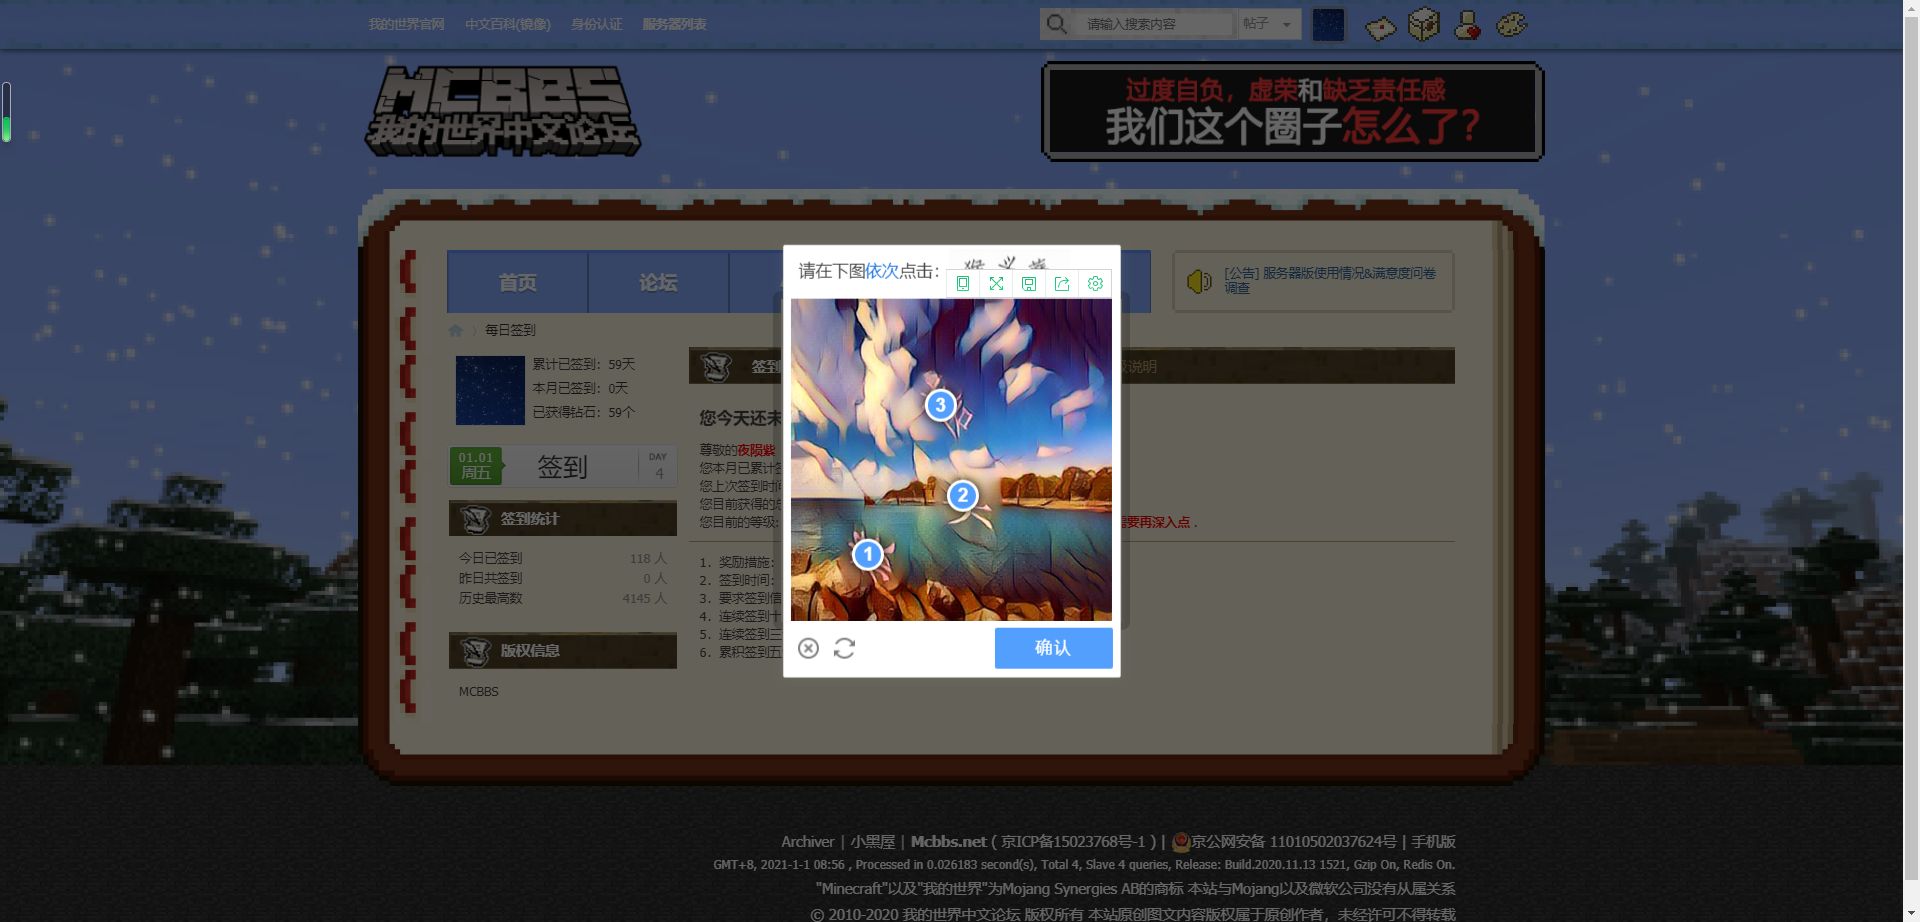 我的世界官网 中文百科(镜像) 身份认证 服务器列表
请输入搜索内容 帖子
MCBBS
我的世界中文论坛
过度自负，虚荣和缺乏责任感
我们这个圈子怎么了？
首页 论坛
[公告] 服务器版使用情况&满意度问卷
调查
每日签到
累计已签到：59天
本月已签到：0天
已获得钻石：59个
01.01
周五
签到
DAY
4
签到统计
今日已签到 118 人
昨日共签到 0 人
历史最高数 4145 人
版权信息
MCBBS
签到
说明
您今天还未
尊敬的夜陨紫
您本月已累计签
您上次签到时间
您目前获得的总
您目前的等级:
需要再深入点 .
1. 奖励措施:
2. 签到时间:
3. 要求签到信
4. 连续签到十
5. 连续签到三
6. 累积签到五
请在下图依次点击：
3
2
1
确认
Archiver | 小黑屋 | Mcbbs.net ( 京ICP备15023768号-1 ) | 京公网安备 11010502037624号 | 手机版
GMT+8, 2021-1-1 08:56 , Processed in 0.026183 second(s), Total 4, Slave 4 queries, Release: Build.2020.11.13 1521, Gzip On, Redis On.
"Minecraft"以及"我的世界"为Mojang Synergies AB的商标 本站与Mojang以及微软公司没有从属关系
© 2010-2020 我的世界中文论坛 版权所有 本站原创图文内容版权属于原创作者，未经许可不得转载